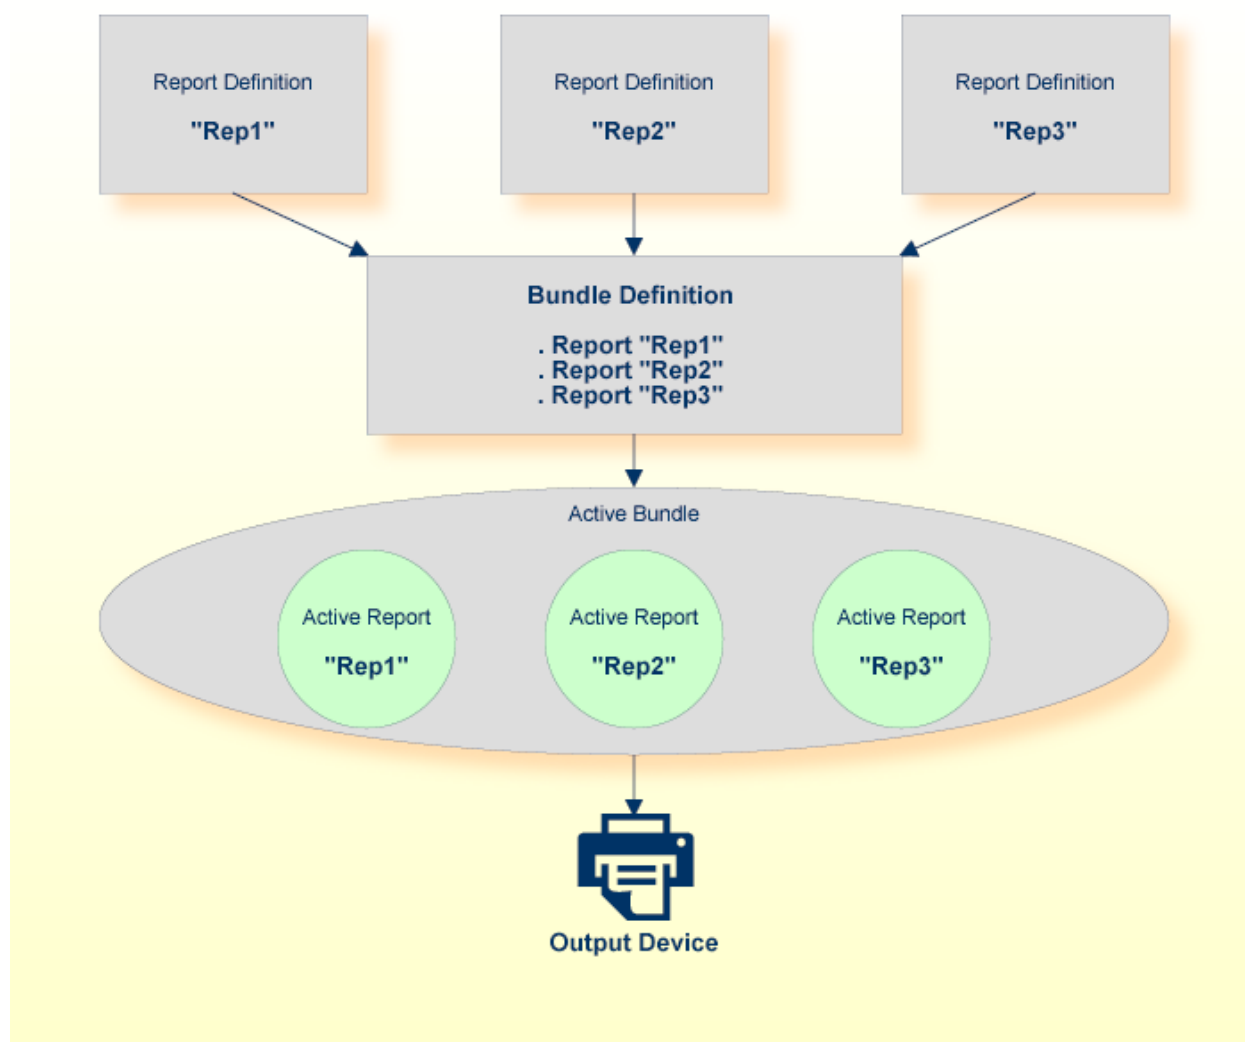 Report Definition
"Rep1"
Report Definition
"Rep2"
Report Definition
"Rep3"
Bundle Definition
. Report "Rep1"
. Report "Rep2"
. Report "Rep3"
Active Bundle
Active Report
"Rep1"
Active Report
"Rep2"
Active Report
"Rep3"
Output Device